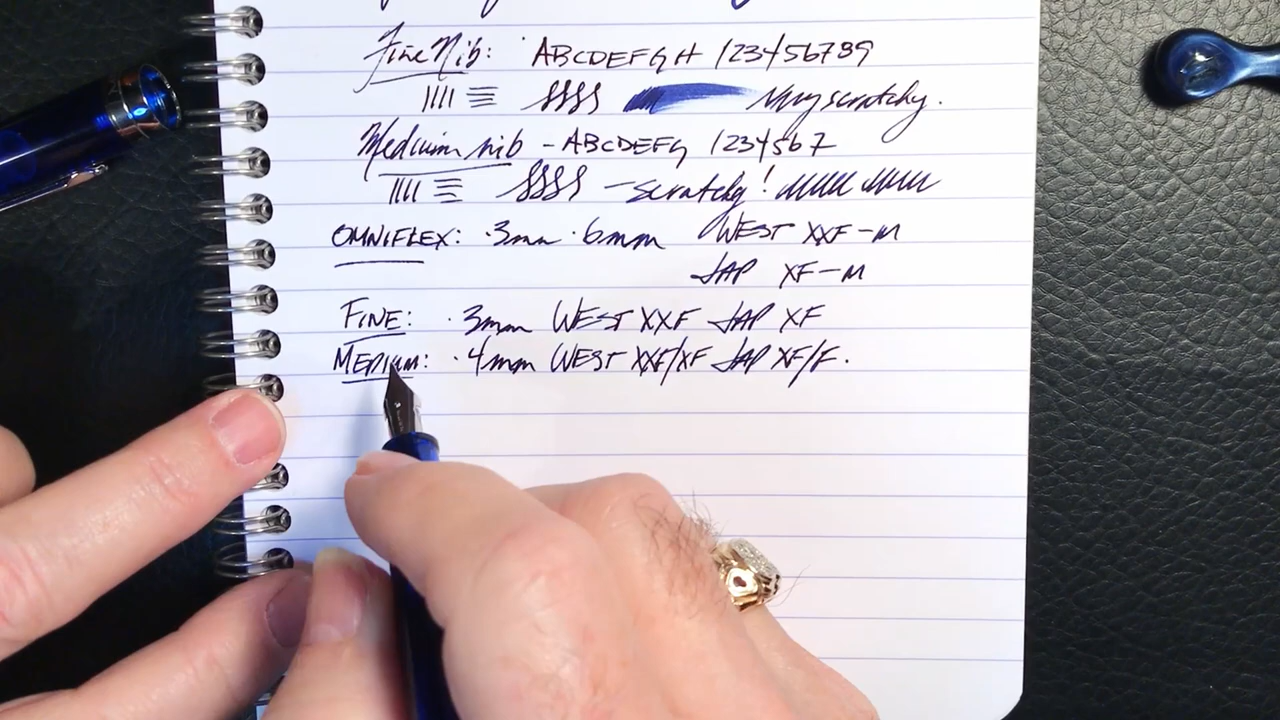 Fine Nib: ABCDEFGH 123456789
Very scratchy.
Medium nib - ABCDEFG 1234567
- scratchy!
OMNIFLEX: .3mm .6mm WEST XXF-M
JAP XF-M
FINE: .3mm WEST XXF JAP XF
MEDIUM: .4mm WEST XXF/XF JAP XF/F.